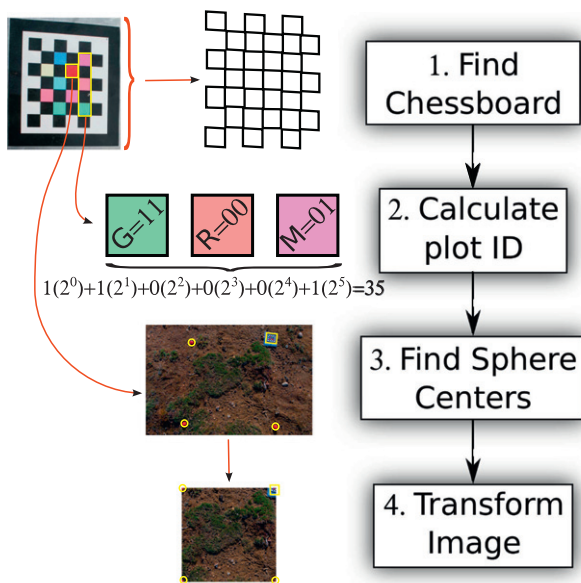 1. Find
Chessboard
2. Calculate
plot ID
G=11
R=00
M=01
1(2⁰)+1(2¹)+0(2²)+0(2³)+0(2⁴)+1(2⁵)=35
3. Find Sphere
Centers
4. Transform
Image